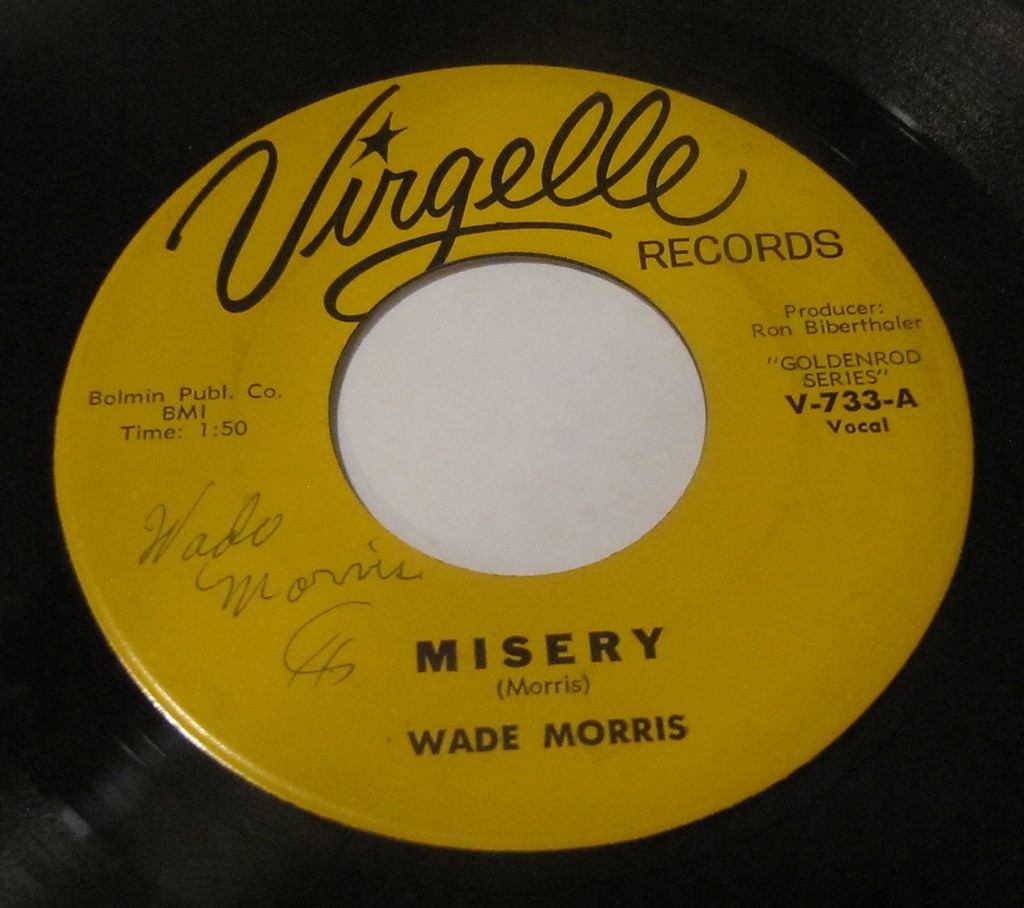 Virgelle
RECORDS
Producer:
Ron Biberthaler
"GOLDENROD
SERIES"
V-733-A
Vocal
Bolmin Publ. Co.
BMI
Time: 1:50
Wade
Morris
MISERY
(Morris)
WADE MORRIS